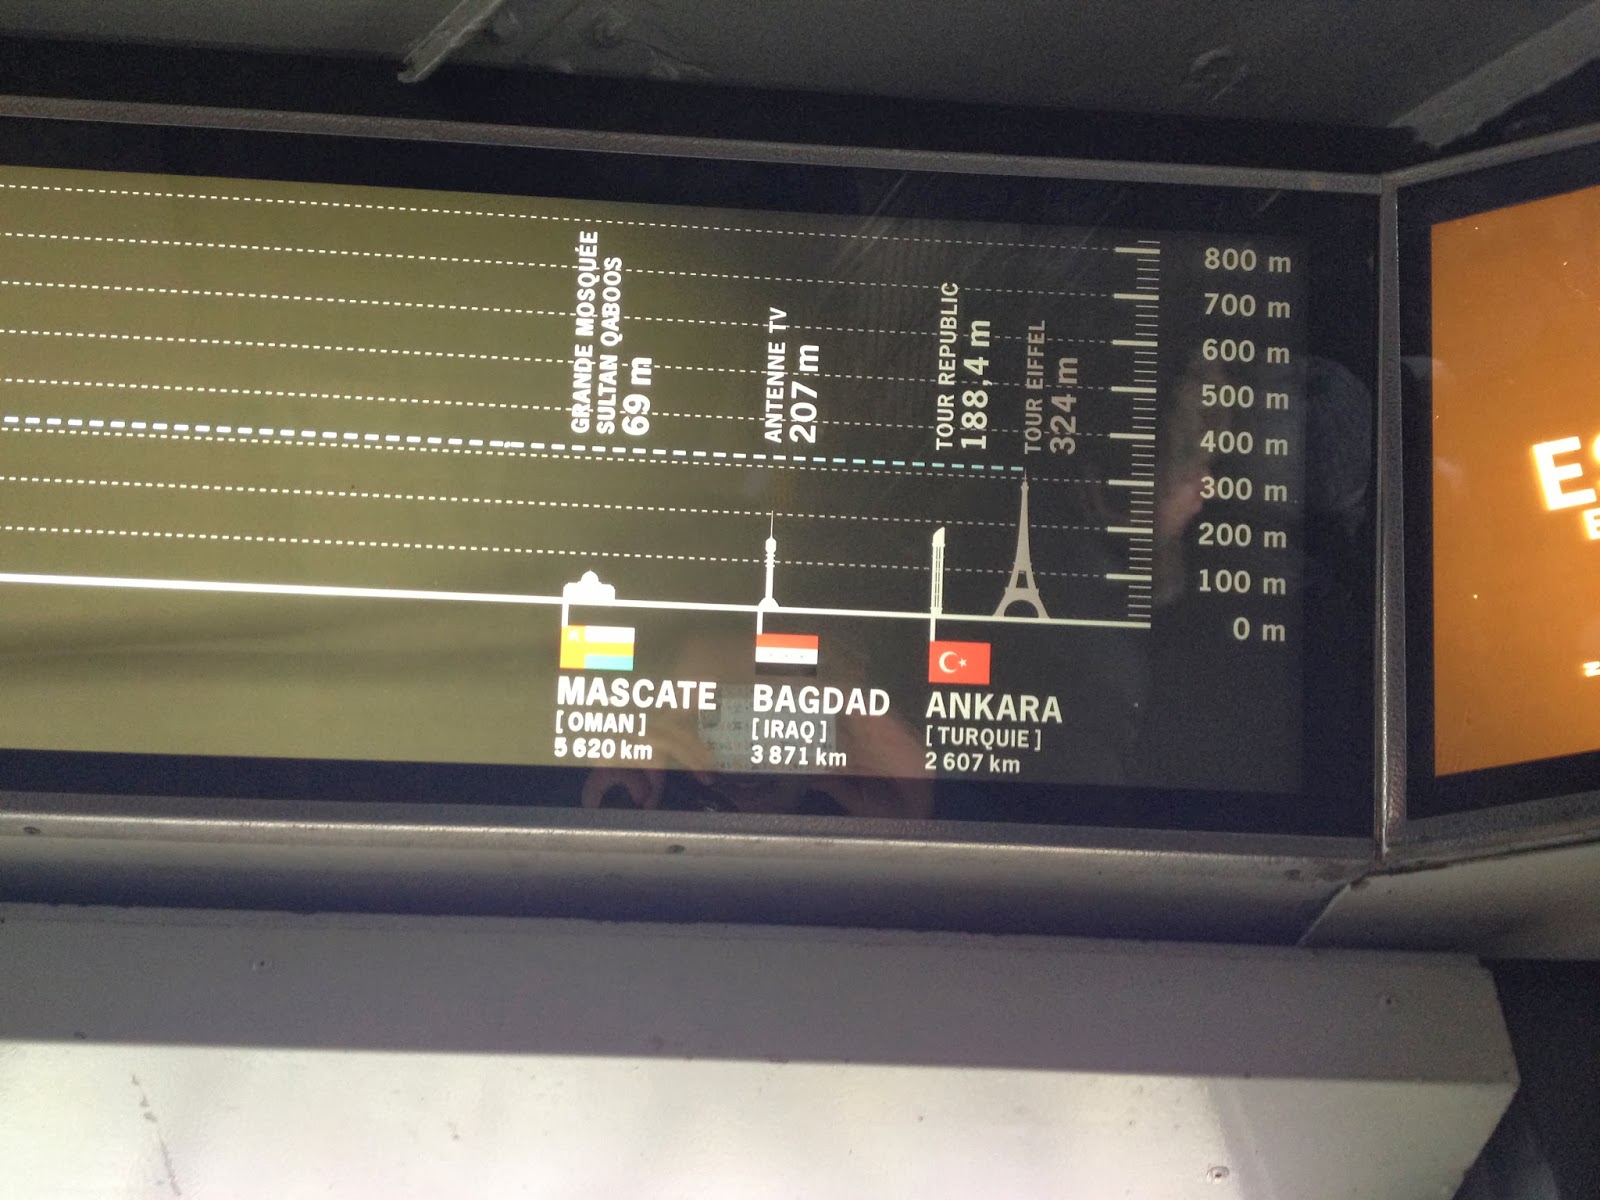 GRANDE MOSQUÉE
SULTAN QABOOS
69 m
ANTENNE TV
207 m
TOUR REPUBLIC
188,4 m
TOUR EIFFEL
324 m
800 m
700 m
600 m
500 m
400 m
300 m
200 m
100 m
0 m
MASCATE
[OMAN]
5 620 km
BAGDAD
[IRAQ]
3 871 km
ANKARA
[TURQUIE]
2 607 km